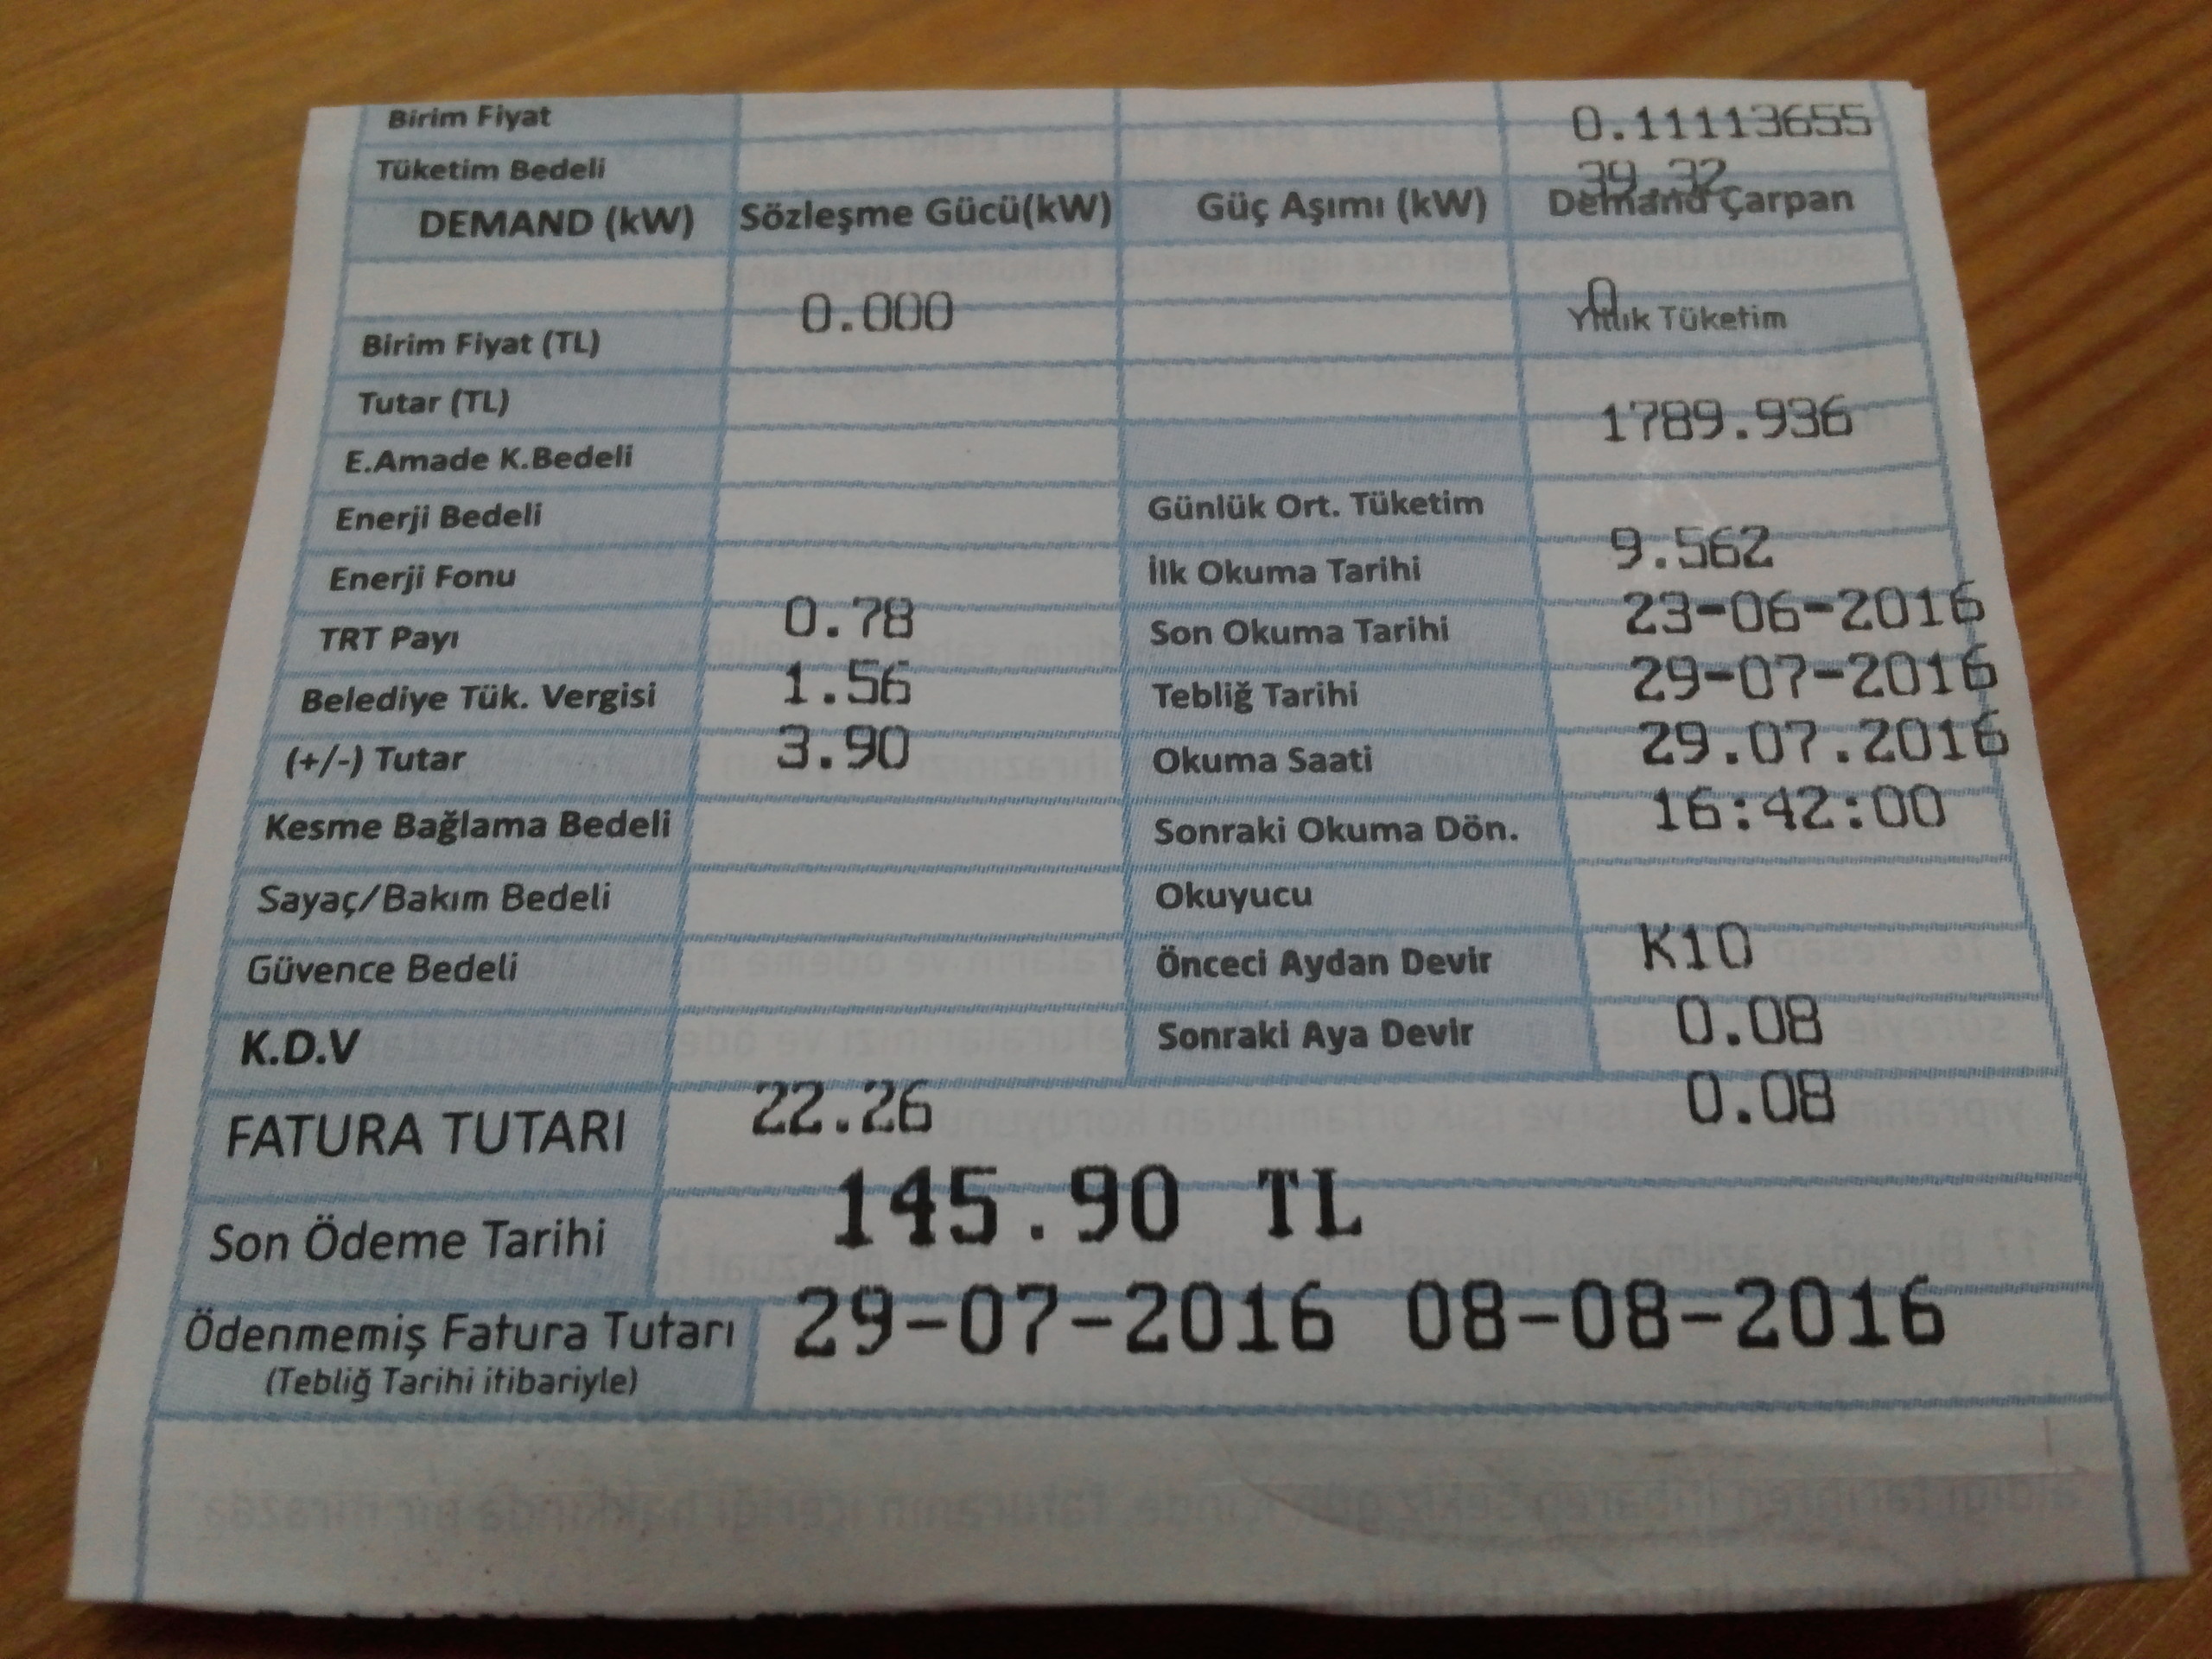 Birim Fiyat 0.11113655
Tüketim Bedeli 39.32
DEMAND (kW) Sözleşme Gücü(kW) Güç Aşımı (kW) Demand Çarpan
0.000 0
Birim Fiyat (TL) Yıllık Tüketim
Tutar (TL) 1789.936
E.Amade K.Bedeli
Enerji Bedeli Günlük Ort. Tüketim 9.562
Enerji Fonu 0.78 İlk Okuma Tarihi 23-06-2016
TRT Payı 1.56 Son Okuma Tarihi 29-07-2016
Belediye Tük. Vergisi 3.90 Tebliğ Tarihi 29.07.2016
(+/-) Tutar Okuma Saati 16:42:00
Kesme Bağlama Bedeli Sonraki Okuma Dön.
Sayaç/Bakım Bedeli Okuyucu K10
Güvence Bedeli Önceci Aydan Devir 0.08
K.D.V 22.26 Sonraki Aya Devir 0.08
FATURA TUTARI 145.90 TL
Son Ödeme Tarihi 29-07-2016 08-08-2016
Ödenmemiş Fatura Tutarı
(Tebliğ Tarihi itibariyle)